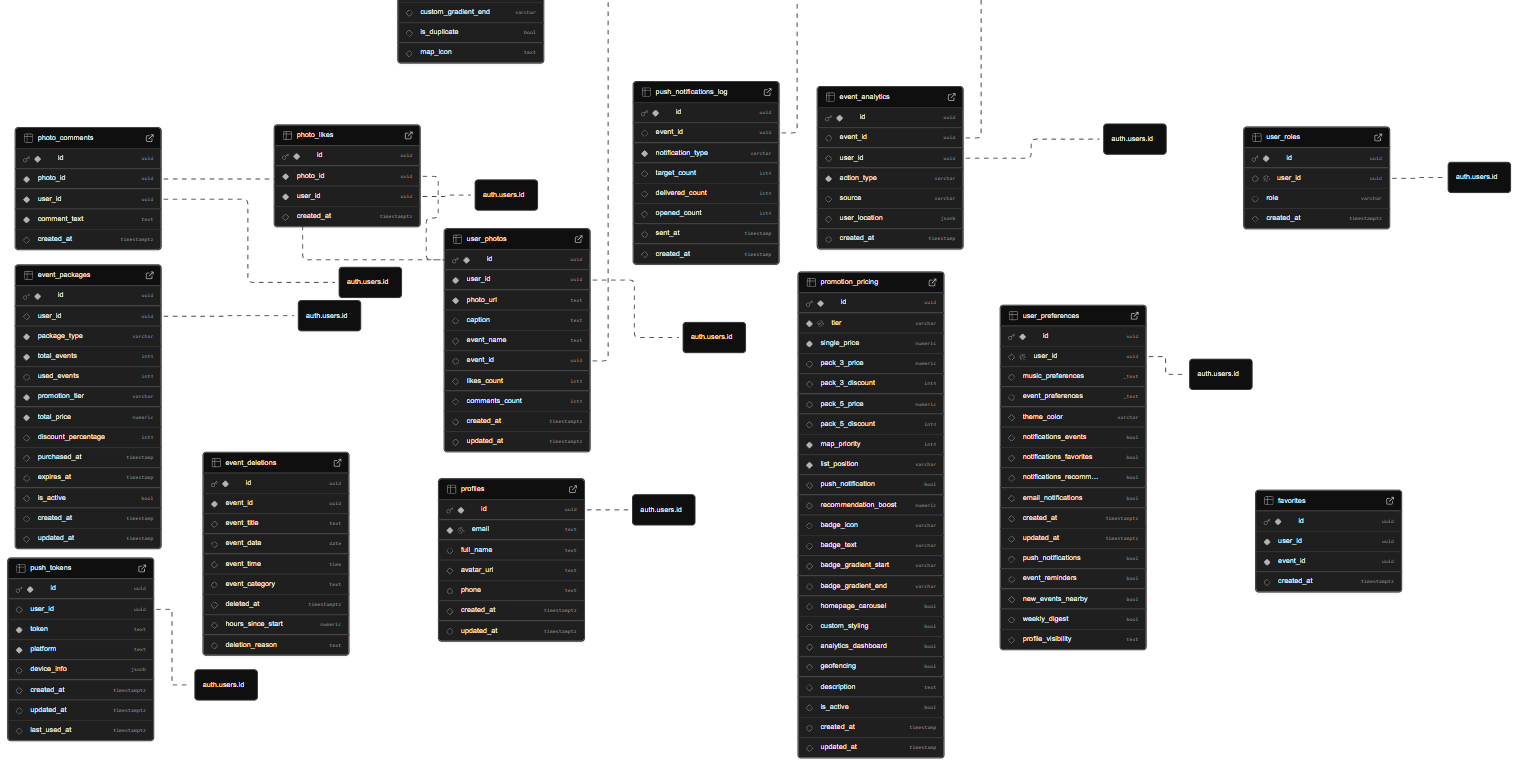 custom_gradient_end varchar
is_duplicate bool
map_icon text
photo_comments
id uuid
photo_id uuid
user_id uuid
comment_text text
created_at timestamptz
photo_likes
id uuid
photo_id uuid
user_id uuid
created_at timestamptz
auth.users.id
push_notifications_log
id uuid
event_id uuid
notification_type varchar
target_count int4
delivered_count int4
opened_count int4
sent_at timestamp
created_at timestamp
event_analytics
id uuid
event_id uuid
user_id uuid
action_type varchar
source varchar
user_location jsonb
created_at timestamp
auth.users.id
user_roles
id uuid
user_id uuid
role varchar
created_at timestamptz
auth.users.id
user_photos
id uuid
user_id uuid
photo_url text
caption text
event_name text
event_id uuid
likes_count int4
comments_count int4
created_at timestamptz
updated_at timestamptz
auth.users.id
auth.users.id
auth.users.id
event_packages
id uuid
user_id uuid
package_type varchar
total_events int4
used_events int4
promotion_tier varchar
total_price numeric
discount_percentage int4
purchased_at timestamp
expires_at timestamp
is_active bool
created_at timestamp
updated_at timestamp
promotion_pricing
id uuid
tier varchar
single_price numeric
pack_3_price numeric
pack_3_discount int4
pack_5_price numeric
pack_5_discount int4
map_priority int4
list_position varchar
push_notification bool
recommendation_boost numeric
badge_icon varchar
badge_text varchar
badge_gradient_start varchar
badge_gradient_end varchar
homepage_carousel bool
custom_styling bool
analytics_dashboard bool
geofencing bool
description text
is_active bool
created_at timestamp
updated_at timestamp
user_preferences
id uuid
user_id uuid
music_preferences _text
event_preferences _text
theme_color varchar
notifications_events bool
notifications_favorites bool
notifications_recomm... bool
email_notifications bool
created_at timestamptz
updated_at timestamptz
push_notifications bool
event_reminders bool
new_events_nearby bool
weekly_digest bool
profile_visibility text
auth.users.id
event_deletions
id uuid
event_id uuid
event_title text
event_date date
event_time time
event_category text
deleted_at timestamptz
hours_since_start numeric
deletion_reason text
profiles
id uuid
email text
full_name text
avatar_url text
phone text
created_at timestamptz
updated_at timestamptz
auth.users.id
favorites
id uuid
user_id uuid
event_id uuid
created_at timestamptz
push_tokens
id uuid
user_id uuid
token text
platform text
device_info jsonb
created_at timestamptz
updated_at timestamptz
last_used_at timestamptz
auth.users.id